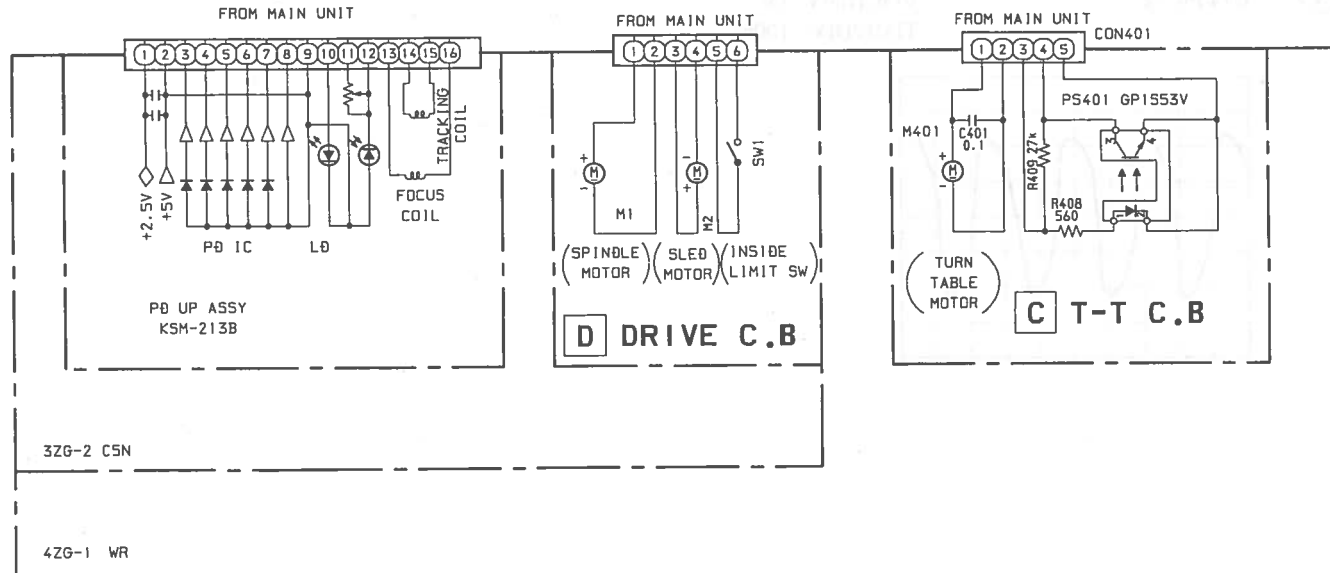 FROM MAIN UNIT
1 2 3 4 5 6 7 8 9 10 11 12 13 14 15 16
+2.5V
+5V
PD IC
LD
TRACKING
COIL
FOCUS
COIL
PD UP ASSY
KSM-213B
FROM MAIN UNIT
1 2 3 4 5 6
+
M
-
M1
-
M
+
M2
SW1
(SPINDLE
MOTOR)
(SLED
MOTOR)
(INSIDE
LIMIT SW)
D DRIVE C.B
FROM MAIN UNIT
CON401
1 2 3 4 5
PS401 GP1553V
M401
+
M
-
C401
0.1
R409 27k
R408
560
3
4
(TURN
TABLE
MOTOR)
C T-T C.B
3ZG-2 C5N
4ZG-1 WR